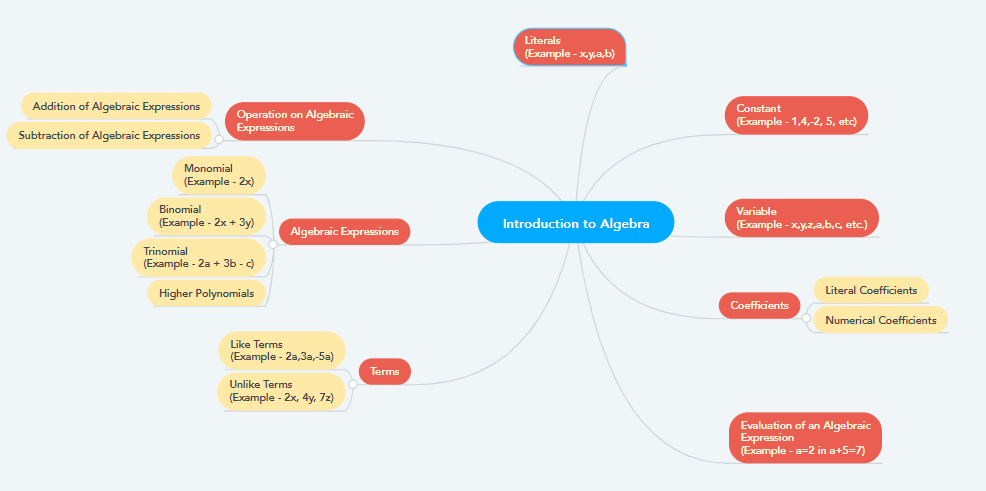 Literals
(Example - x,y,a,b)
Constant
(Example - 1,4,-2, 5, etc)
Variable
(Example - x,y,z,a,b,c, etc.)
Coefficients
Literal Coefficients
Numerical Coefficients
Evaluation of an Algebraic
Expression
(Example - a=2 in a+5=7)
Introduction to Algebra
Operation on Algebraic
Expressions
Addition of Algebraic Expressions
Subtraction of Algebraic Expressions
Algebraic Expressions
Monomial
(Example - 2x)
Binomial
(Example - 2x + 3y)
Trinomial
(Example - 2a + 3b - c)
Higher Polynomials
Terms
Like Terms
(Example - 2a,3a,-5a)
Unlike Terms
(Example - 2x, 4y, 7z)